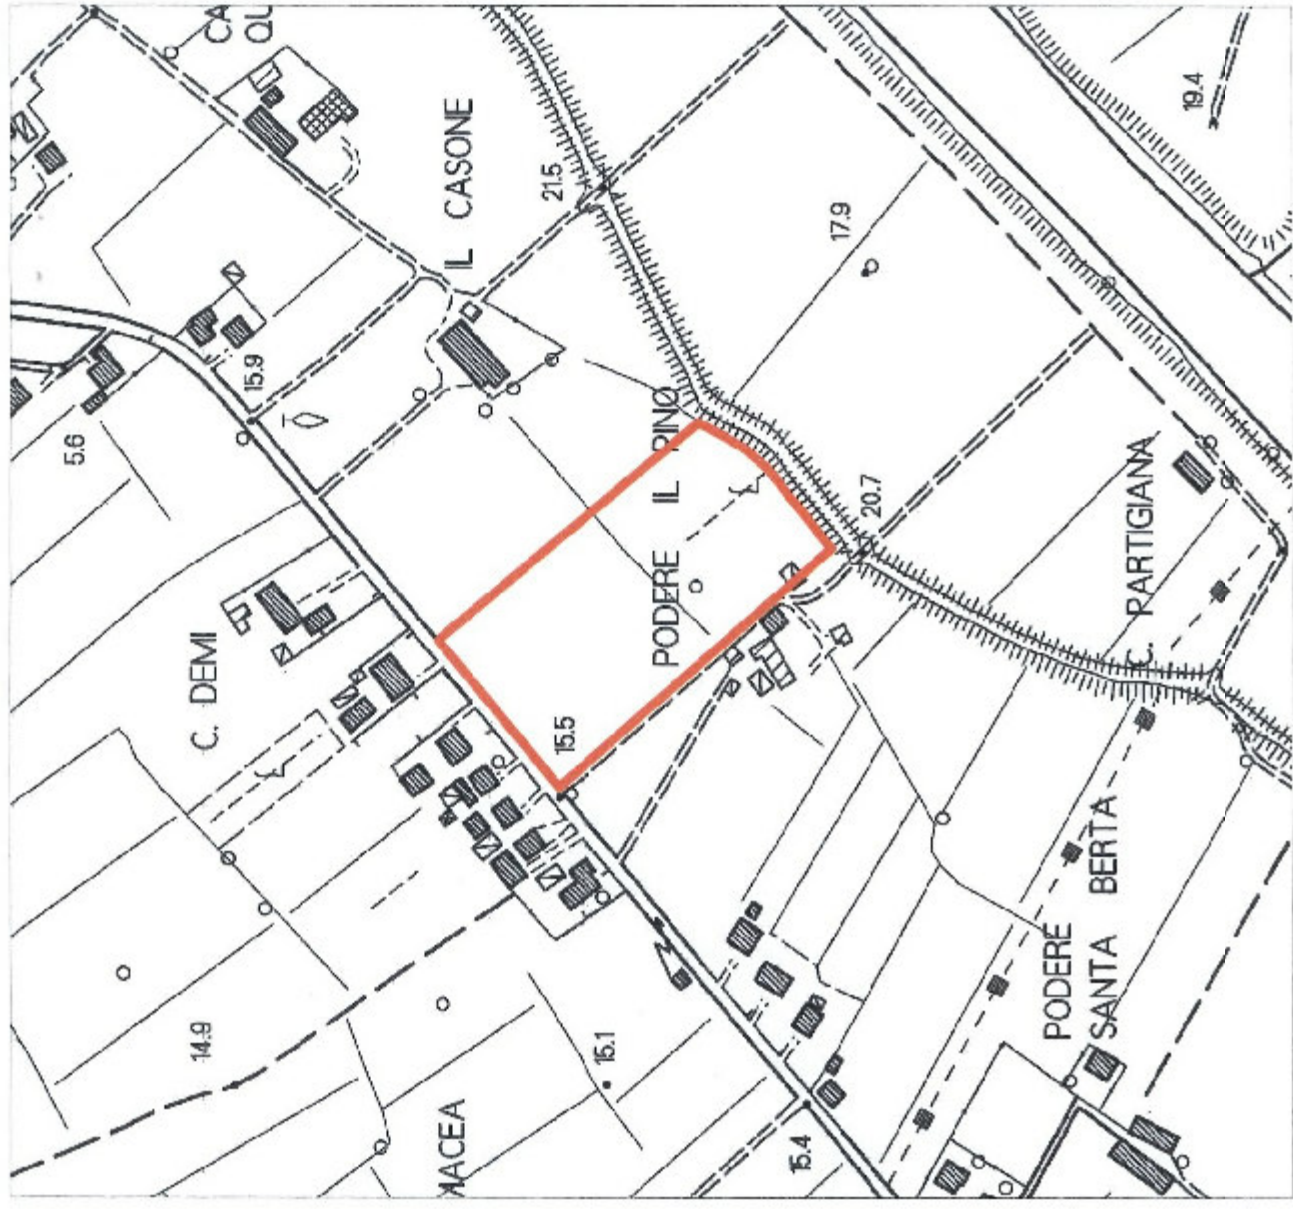 CA
QU
IL CASONE
21.5
19.4
17.9
15.9
5.6
PODERE IL PINO
20.7
C. PARTIGIANA
C. DEMI
15.5
PODERE
SANTA BERTA
14.9
15.1
MACEA
15.4